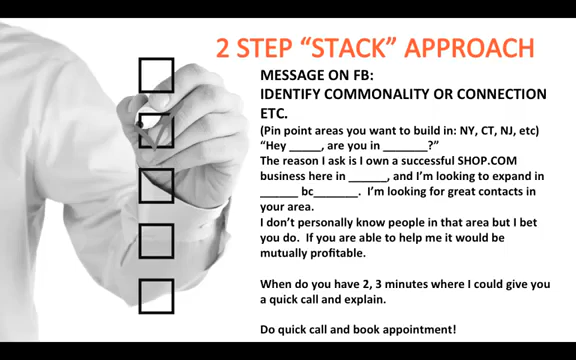 2 STEP “STACK” APPROACH
MESSAGE ON FB:
IDENTIFY COMMONALITY OR CONNECTION
ETC.
(Pin point areas you want to build in: NY, CT, NJ, etc)
“Hey _____, are you in _______?”
The reason I ask is I own a successful SHOP.COM
business here in ______, and I’m looking to expand in
______ bc_______.  I’m looking for great contacts in
your area.
I don’t personally know people in that area but I bet
you do.  If you are able to help me it would be
mutually profitable.
When do you have 2, 3 minutes where I could give you
a quick call and explain.
Do quick call and book appointment!